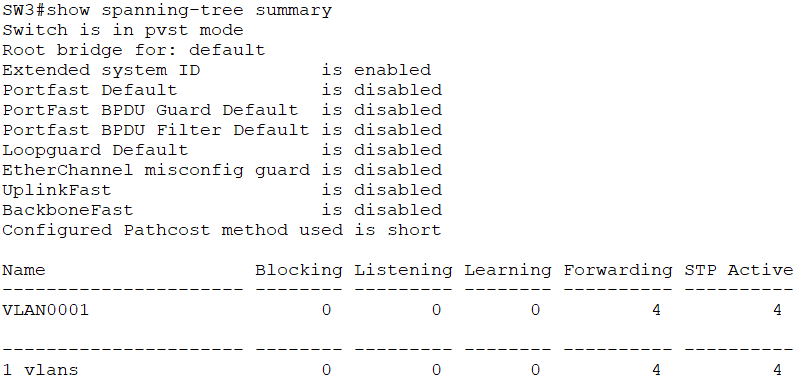 SW3#show spanning-tree summary
Switch is in pvst mode
Root bridge for: default
Extended system ID           is enabled
Portfast Default             is disabled
PortFast BPDU Guard Default  is disabled
Portfast BPDU Filter Default is disabled
Loopguard Default            is disabled
EtherChannel misconfig guard is disabled
UplinkFast                   is disabled
BackboneFast                 is disabled
Configured Pathcost method used is short

Name                   Blocking Listening Learning Forwarding STP Active
---------------------- -------- --------- -------- ---------- ----------
VLAN0001                     0         0        0          4          4

---------------------- -------- --------- -------- ---------- ----------
1 vlans                      0         0        0          4          4